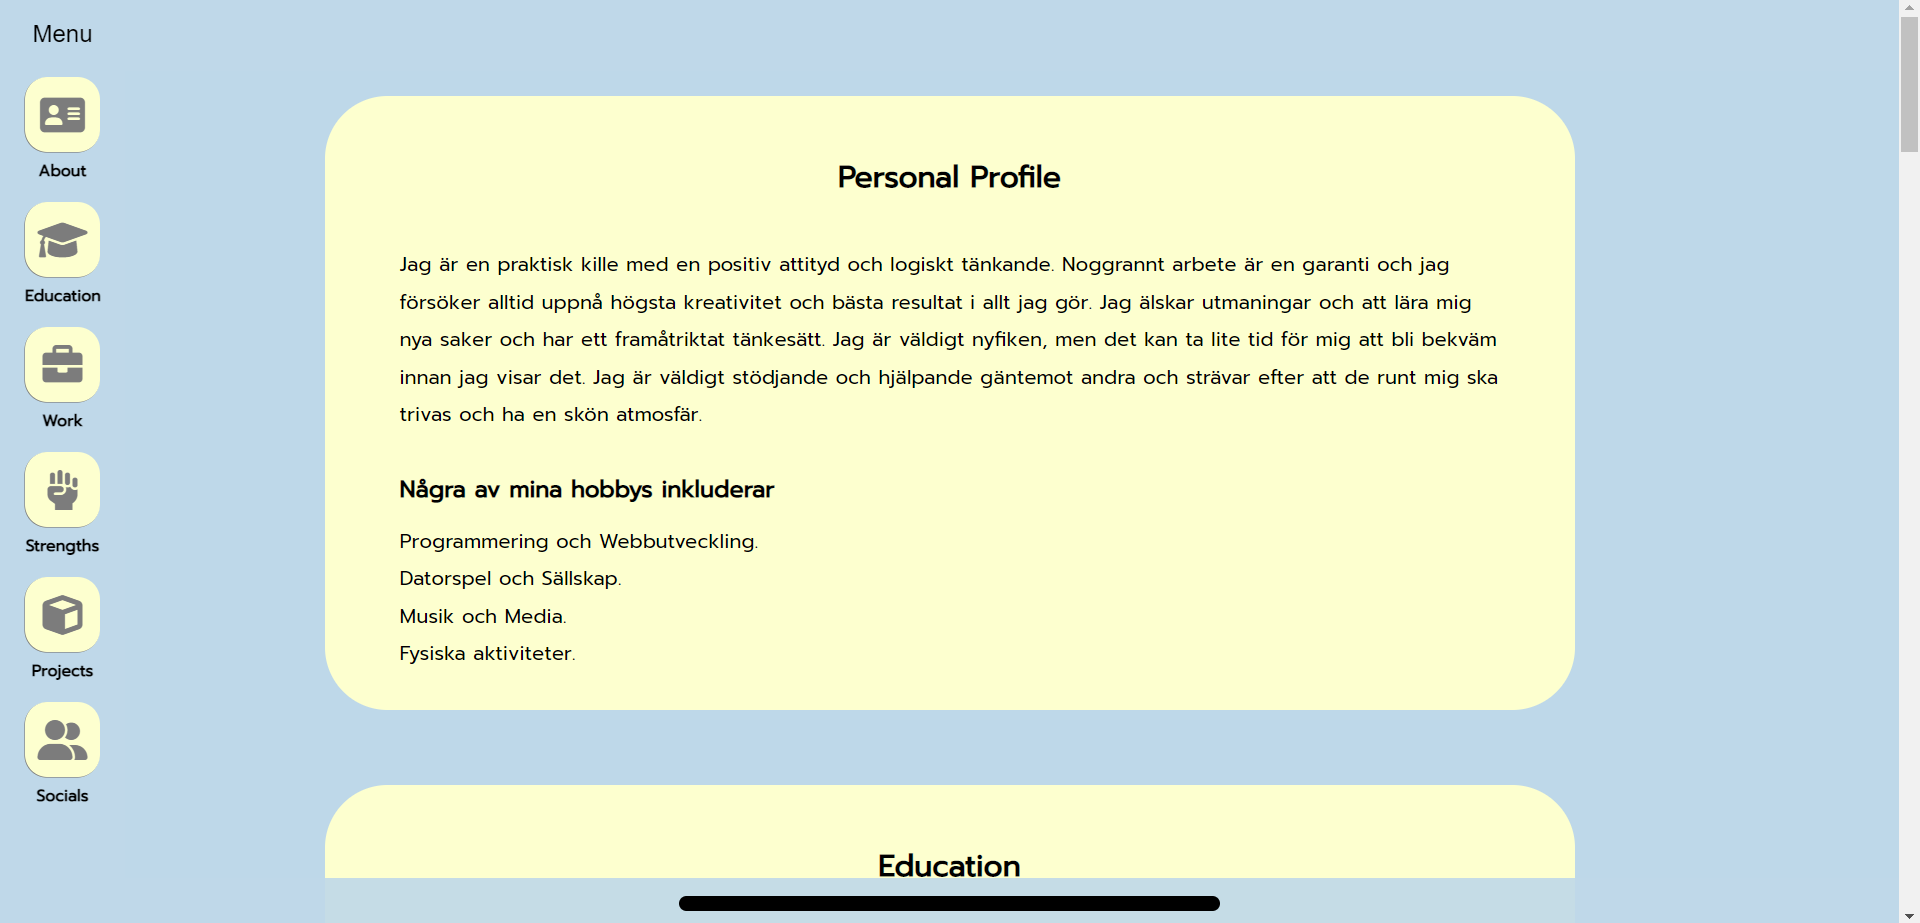 Menu
About
Education
Work
Strengths
Projects
Socials
Personal Profile
Jag är en praktisk kille med en positiv attityd och logiskt tänkande. Noggrannt arbete är en garanti och jag
försöker alltid uppnå högsta kreativitet och bästa resultat i allt jag gör. Jag älskar utmaningar och att lära mig
nya saker och har ett framåtriktat tänkesätt. Jag är väldigt nyfiken, men det kan ta lite tid för mig att bli bekväm
innan jag visar det. Jag är väldigt stödjande och hjälpande gäntemot andra och strävar efter att de runt mig ska
trivas och ha en skön atmosfär.
Några av mina hobbys inkluderar
Programmering och Webbutveckling.
Datorspel och Sällskap.
Musik och Media.
Fysiska aktiviteter.
Education